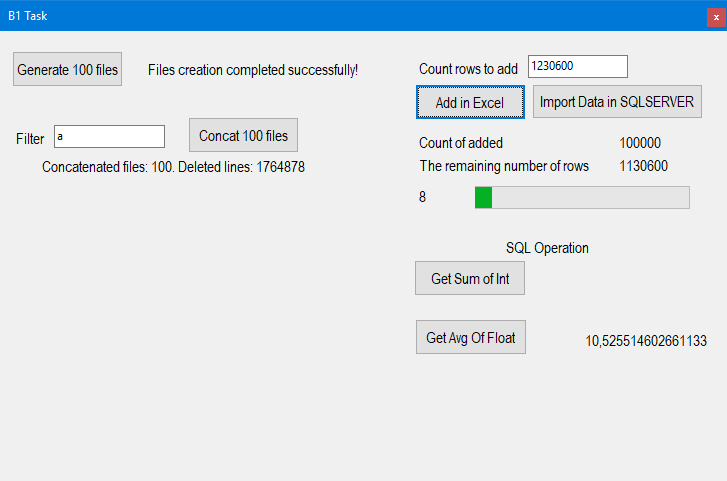 B1 Task
x
Generate 100 files
Files creation completed successfully!
Filter
a
Concat 100 files
Concatenated files: 100. Deleted lines: 1764878
Count rows to add
1230600
Add in Excel
Import Data in SQLSERVER
Count of added 100000
The remaining number of rows 1130600
8
SQL Operation
Get Sum of Int
Get Avg Of Float
10,525514602661133